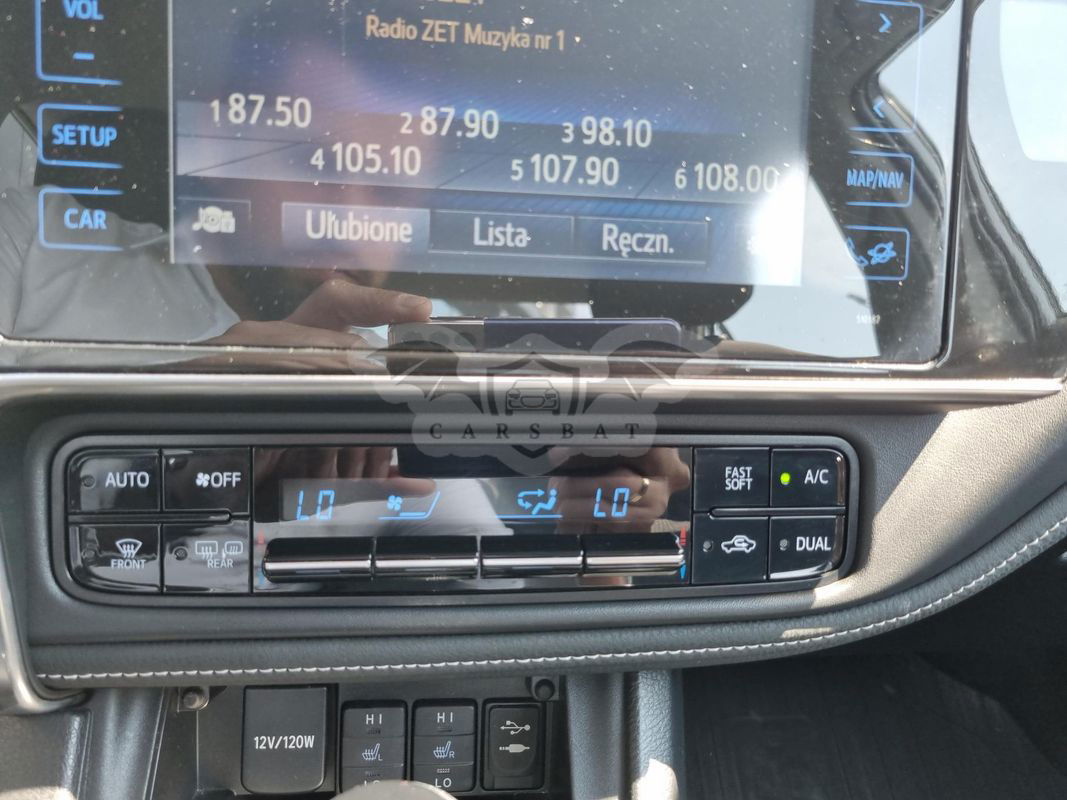 VOL
Radio ZET Muzyka nr 1
1 87.50 2 87.90 3 98.10
4 105.10 5 107.90 6 108.00
SETUP
MAP/NAV
CAR
Ulubione Lista Ręczn.
CARSBAT
AUTO OFF
FAST
SOFT
A/C
LO LO
FRONT REAR
DUAL
12V/120W
HI HI
L R
LO LO